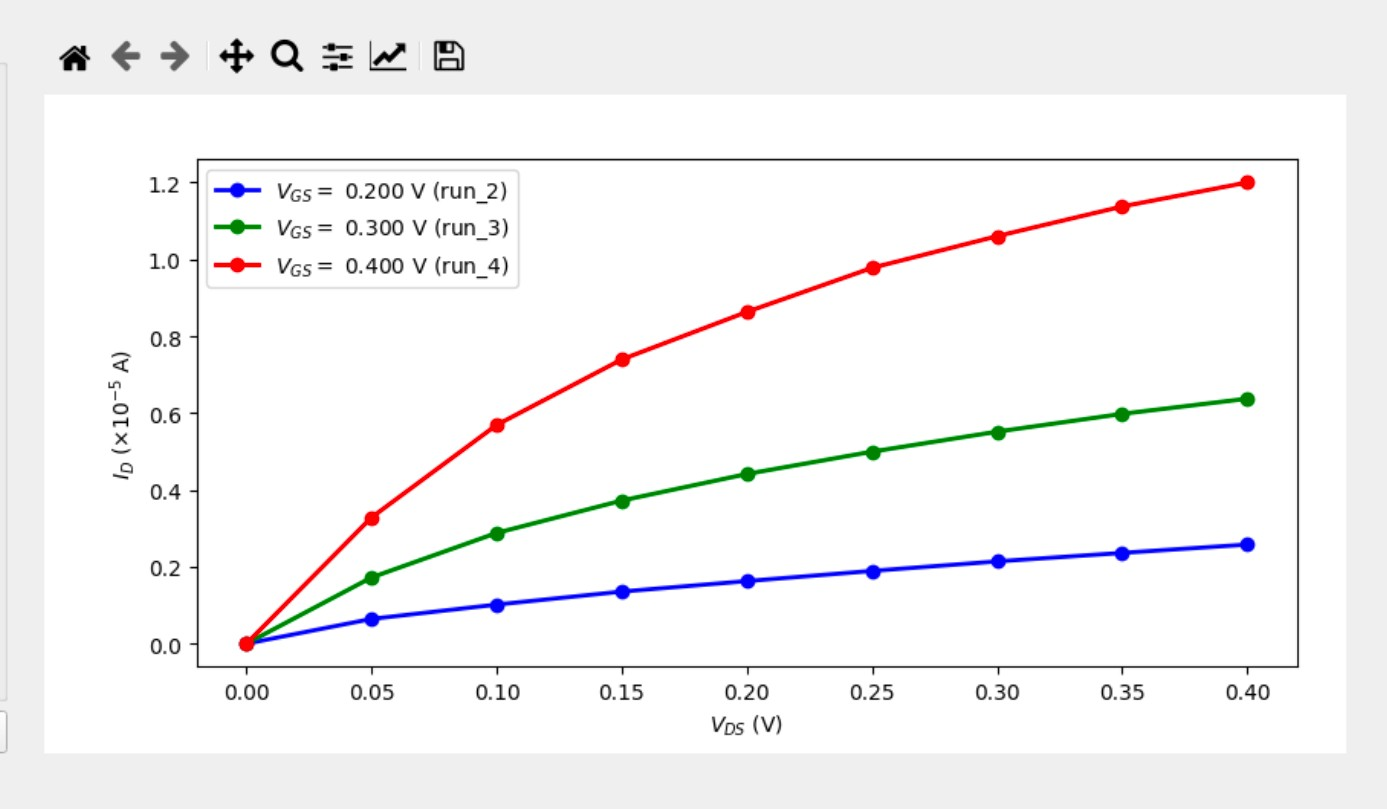 V_GS = 0.200 V (run_2)
V_GS = 0.300 V (run_3)
V_GS = 0.400 V (run_4)
1.2
1.0
0.8
0.6
0.4
0.2
0.0
I_D (×10⁻⁵ A)
0.00 0.05 0.10 0.15 0.20 0.25 0.30 0.35 0.40
V_DS (V)